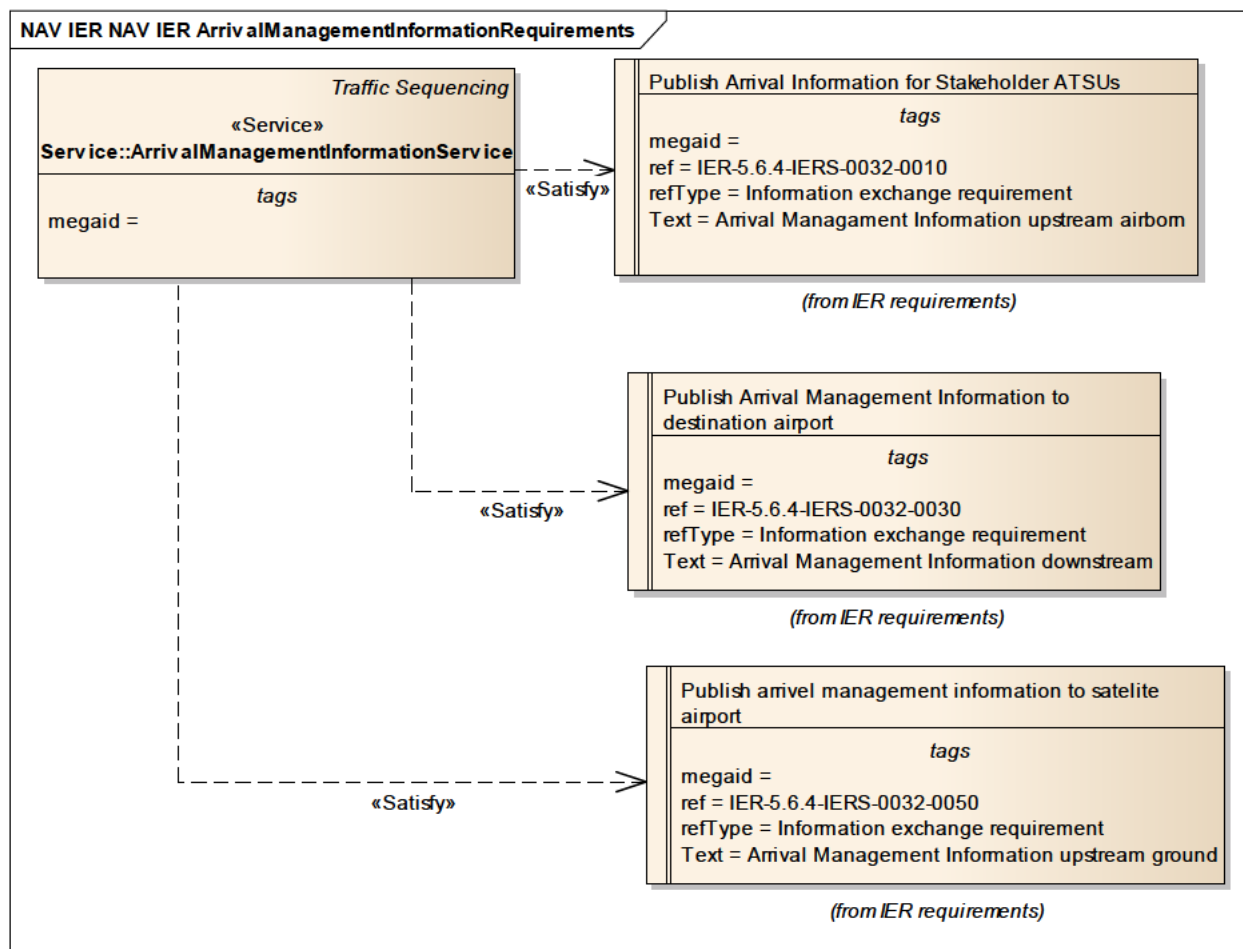 NAV IER NAV IER ArrivalManagementInformationRequirements
Traffic Sequencing
«Service»
Service::ArrivalManagementInformationService
tags
megaid =
«Satisfy»
Publish Arrival Information for Stakeholder ATSUs
tags
megaid =
ref = IER-5.6.4-IERS-0032-0010
refType = Information exchange requirement
Text = Arrival Managament Information upstream airborn
(from IER requirements)
«Satisfy»
Publish Arrival Management Information to
destination airport
tags
megaid =
ref = IER-5.6.4-IERS-0032-0030
refType = Information exchange requirement
Text = Arrival Management Information downstream
(from IER requirements)
«Satisfy»
Publish arrivel management information to satelite
airport
tags
megaid =
ref = IER-5.6.4-IERS-0032-0050
refType = Information exchange requirement
Text = Arrival Management Information upstream ground
(from IER requirements)